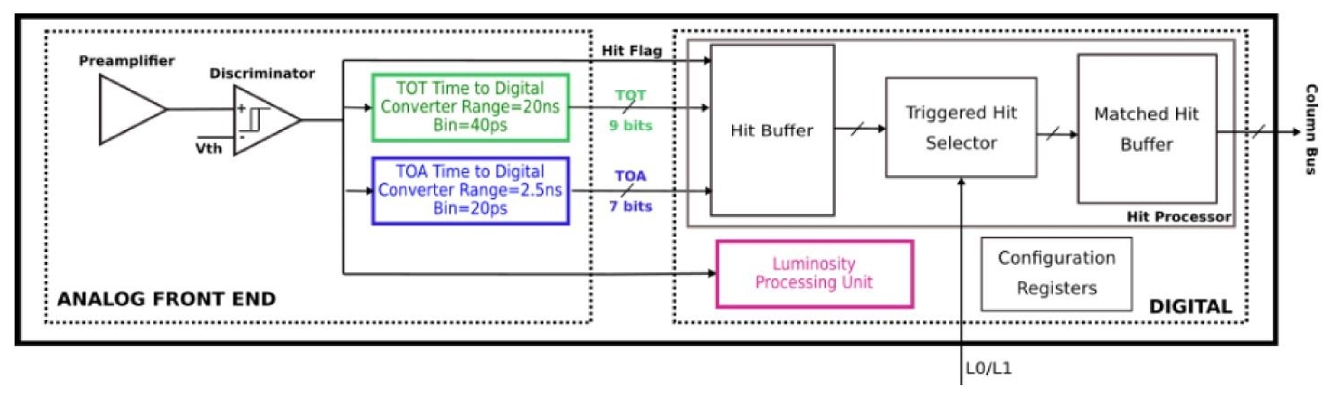 Preamplifier
Discriminator
+
-
Vth
TOT Time to Digital
Converter Range=20ns
Bin=40ps
TOA Time to Digital
Converter Range=2.5ns
Bin=20ps
ANALOG FRONT END
Hit Flag
TOT
9 bits
TOA
7 bits
Hit Buffer
Triggered Hit
Selector
Matched Hit
Buffer
Hit Processor
Luminosity
Processing Unit
Configuration
Registers
DIGITAL
L0/L1
Column Bus